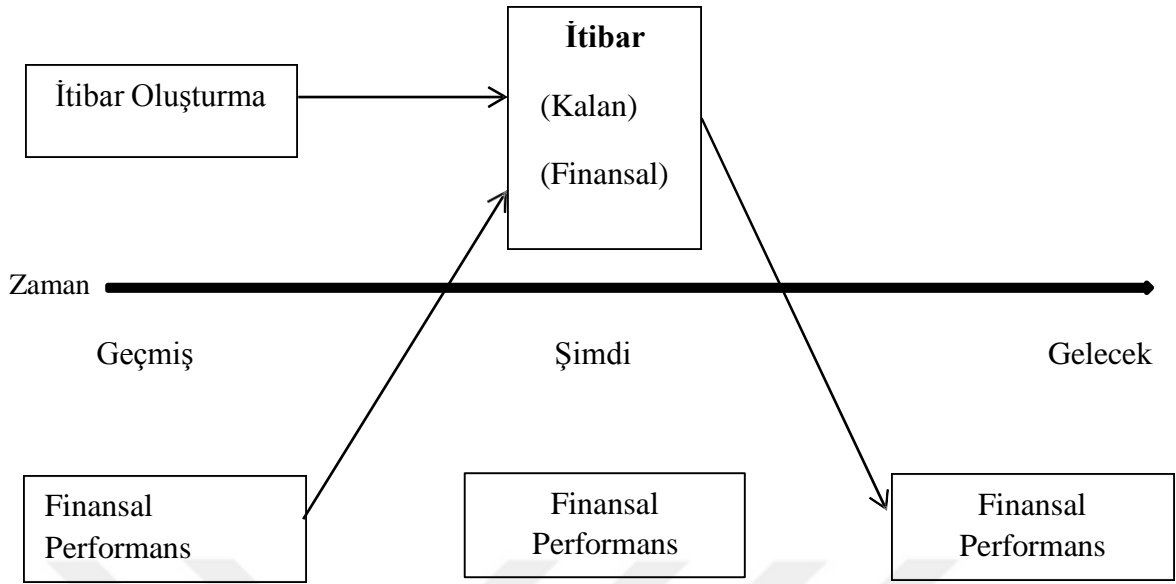 İtibar
(Kalan)
(Finansal)
İtibar Oluşturma
Zaman
Geçmiş
Şimdi
Gelecek
Finansal
Performans
Finansal
Performans
Finansal
Performans